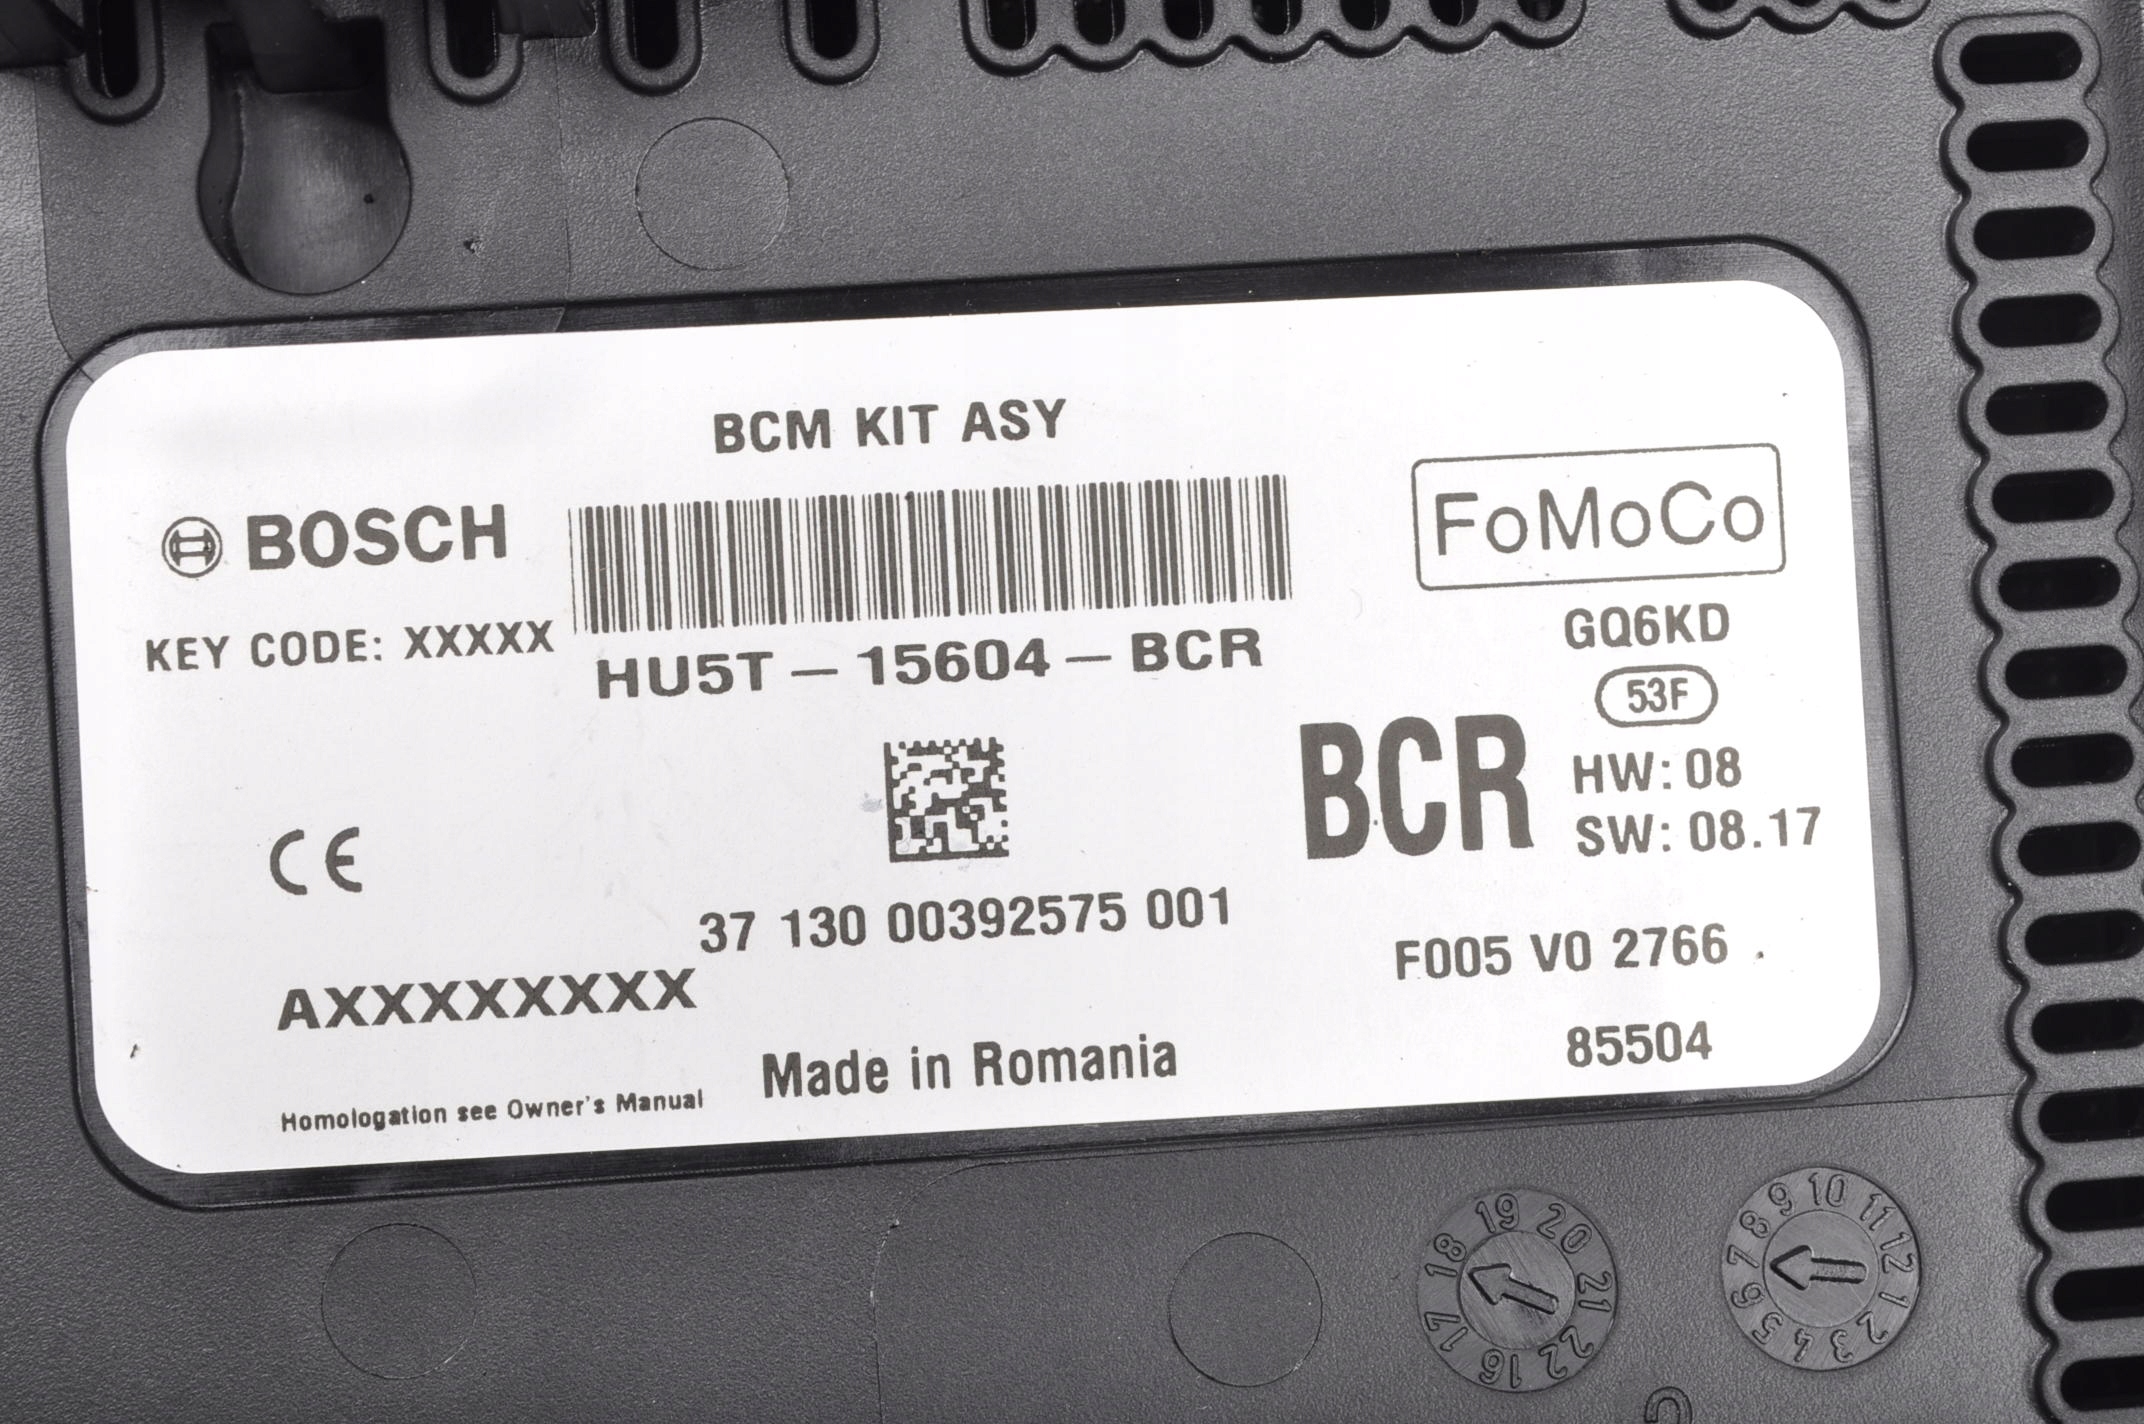 BCM KIT ASY
BOSCH
FoMoCo
KEY CODE: XXXXX
HU5T – 15604 – BCR
GQ6KD
53F
BCR
HW: 08
SW: 08.17
CE
37 130 00392575 001
F005 V0 2766
AXXXXXXXXX
85504
Made in Romania
Homologation see Owner's Manual
16 17 18 19 20 21 22
1 2 3 4 5 6 7 8 9 10 11 12